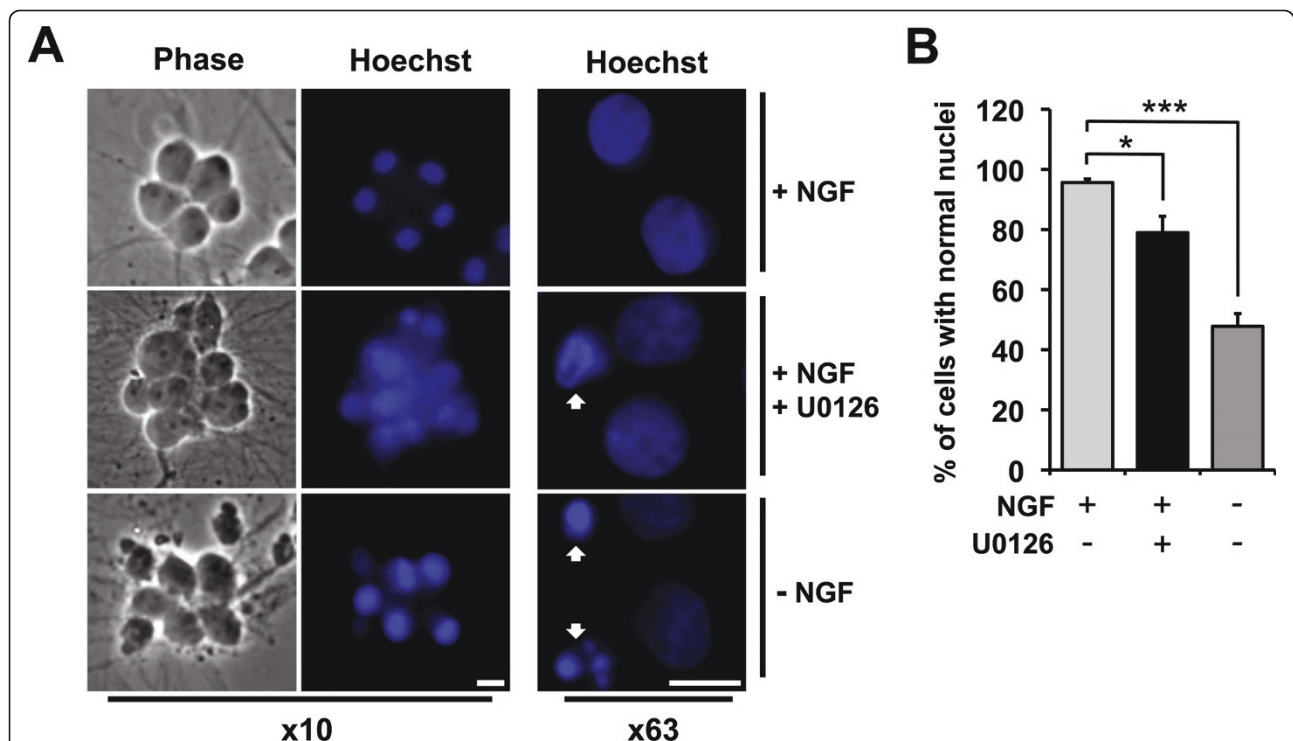 A
Phase
Hoechst
Hoechst
+ NGF
+ NGF
+ U0126
- NGF
x10
x63
B
***
*
% of cells with normal nuclei
120
100
80
60
40
20
0
NGF + + -
U0126 - + -